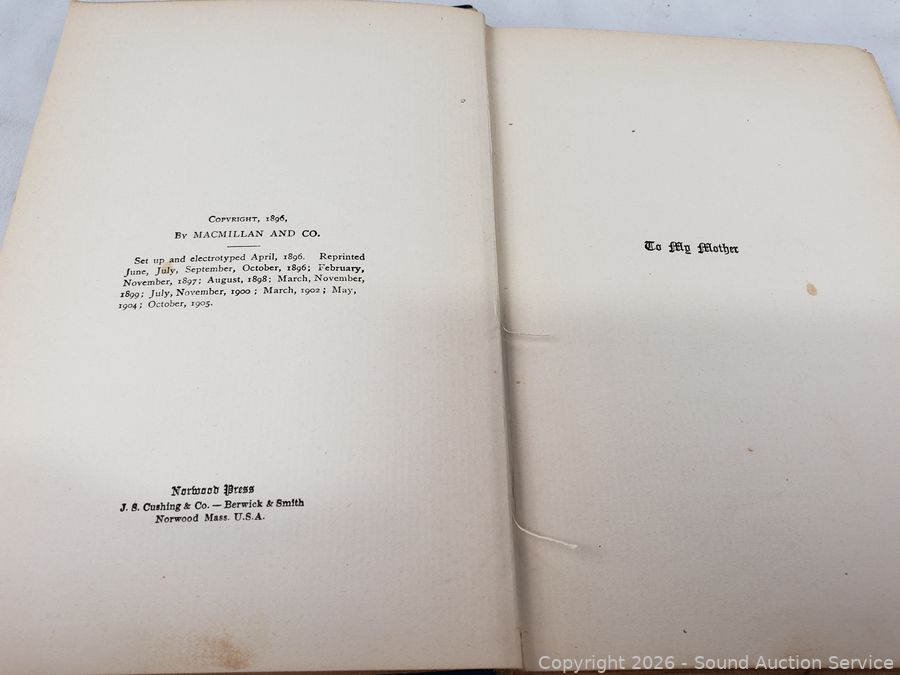 Copyright, 1896,
By MACMILLAN AND CO.
Set up and electrotyped April, 1896. Reprinted
June, July, September, October, 1896; February,
November, 1897; August, 1898; March, November,
1899; July, November, 1900; March, 1902; May,
1904; October, 1905.
Norwood Press
J. S. Cushing & Co. — Berwick & Smith
Norwood Mass. U.S.A.
To My Mother
Copyright 2026 - Sound Auction Service